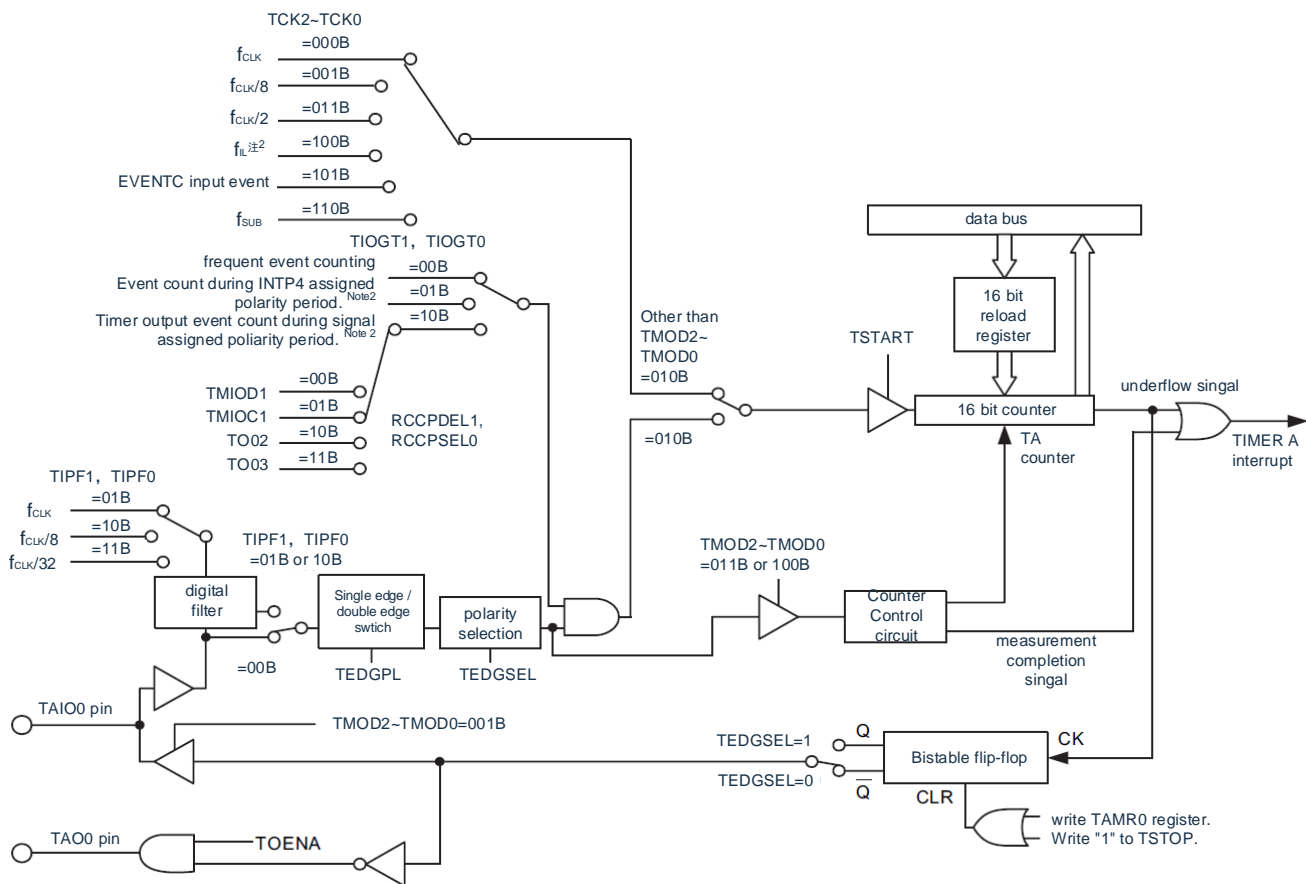 TCK2~TCK0
fCLK
=000B
fCLK/8
=001B
fCLK/2
=011B
fIL注2
=100B
EVENTC input event
=101B
fSUB
=110B
TIOGT1，TIOGT0
frequent event counting
=00B
Event count during INTP4 assigned
polarity period. Note2
=01B
Timer output event count during signal
assigned poliarity period. Note 2
=10B
TMIOD1
=00B
TMIOC1
=01B
TO02
=10B
TO03
=11B
RCCPDEL1,
RCCPSEL0
Other than
TMOD2~
TMOD0
=010B
=010B
TSTART
data bus
16 bit
reload
register
16 bit counter
TA
counter
underflow singal
TIMER A
interrupt
TIPF1，TIPF0
fCLK
=01B
fCLK/8
=10B
fCLK/32
=11B
digital
filter
TIPF1，TIPF0
=01B or 10B
=00B
Single edge /
double edge
swtich
TEDGPL
polarity
selection
TEDGSEL
TMOD2~TMOD0
=011B or 100B
Counter
Control
circuit
measurement
completion
singal
TAIO0 pin
TMOD2~TMOD0=001B
TEDGSEL=1
TEDGSEL=0
Q
Q
Bistable flip-flop
CK
CLR
write TAMR0 register.
Write "1" to TSTOP.
TAO0 pin
TOENA